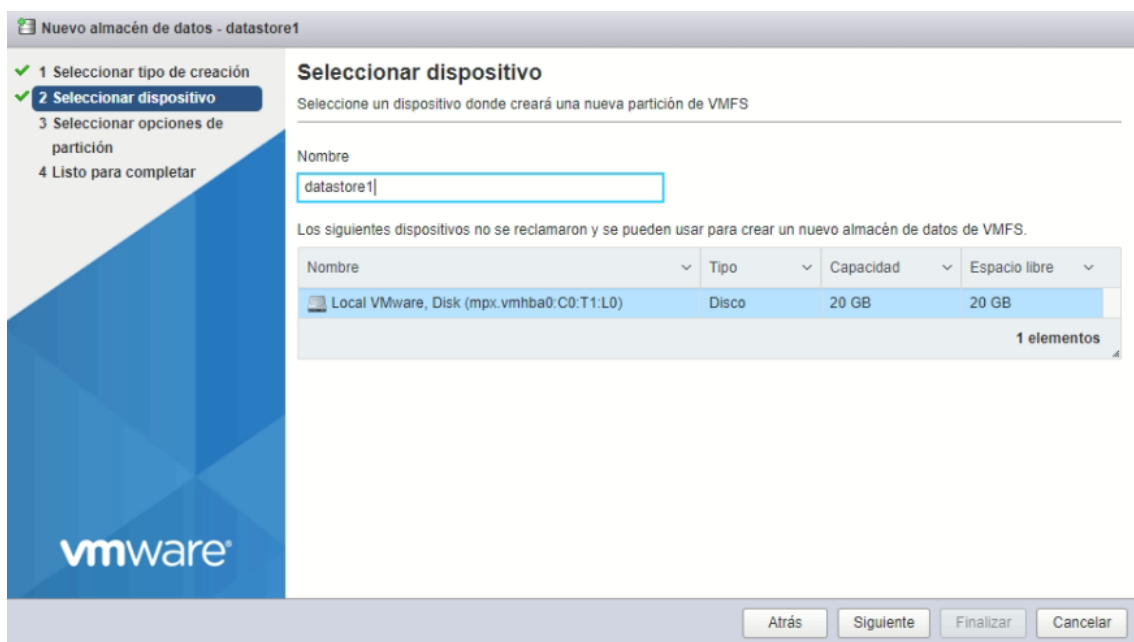 Nuevo almacén de datos - datastore1
1 Seleccionar tipo de creación
2 Seleccionar dispositivo
3 Seleccionar opciones de
partición
4 Listo para completar
vmware®
Seleccionar dispositivo
Seleccione un dispositivo donde creará una nueva partición de VMFS
Nombre
datastore1
Los siguientes dispositivos no se reclamaron y se pueden usar para crear un nuevo almacén de datos de VMFS.
Nombre Tipo Capacidad Espacio libre
Local VMware, Disk (mpx.vmhba0:C0:T1:L0) Disco 20 GB 20 GB
1 elementos
Atrás Siguiente Finalizar Cancelar